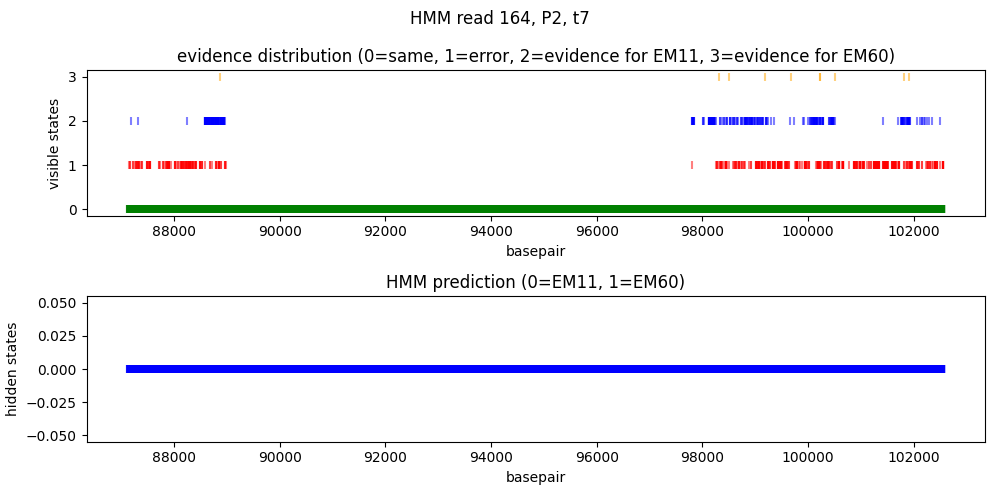 HMM read 164, P2, t7
evidence distribution (0=same, 1=error, 2=evidence for EM11, 3=evidence for EM60)
visible states
3
2
1
0
88000 90000 92000 94000 96000 98000 100000 102000
basepair
HMM prediction (0=EM11, 1=EM60)
hidden states
0.050
0.025
0.000
−0.025
−0.050
88000 90000 92000 94000 96000 98000 100000 102000
basepair